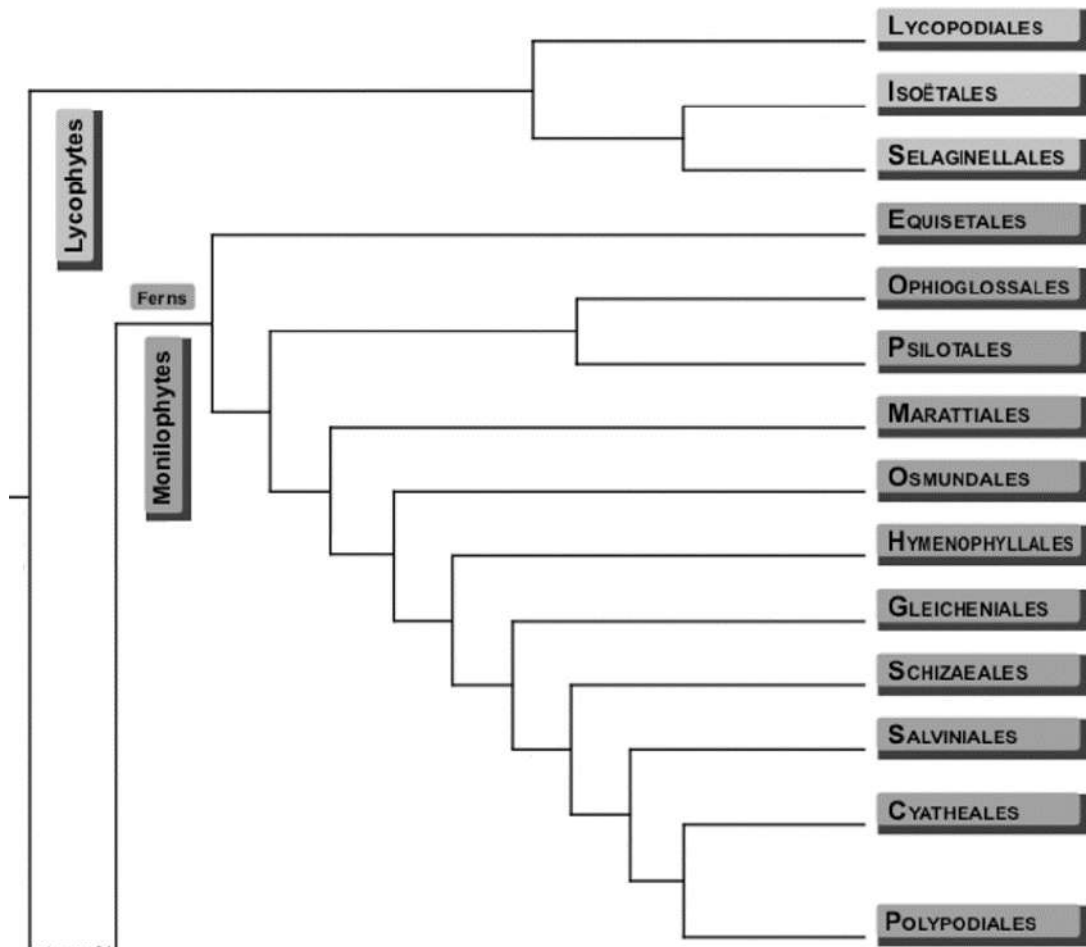 LYCOPODIALES
ISOËTALES
SELAGINELLALES
Lycophytes
EQUISETALES
Ferns
OPHIOGLOSSALES
PSILOTALES
Monilophytes
MARATTIALES
OSMUNDALES
HYMENOPHYLLALES
GLEICHENIALES
SCHIZAEALES
SALVINIALES
CYATHEALES
POLYPODIALES